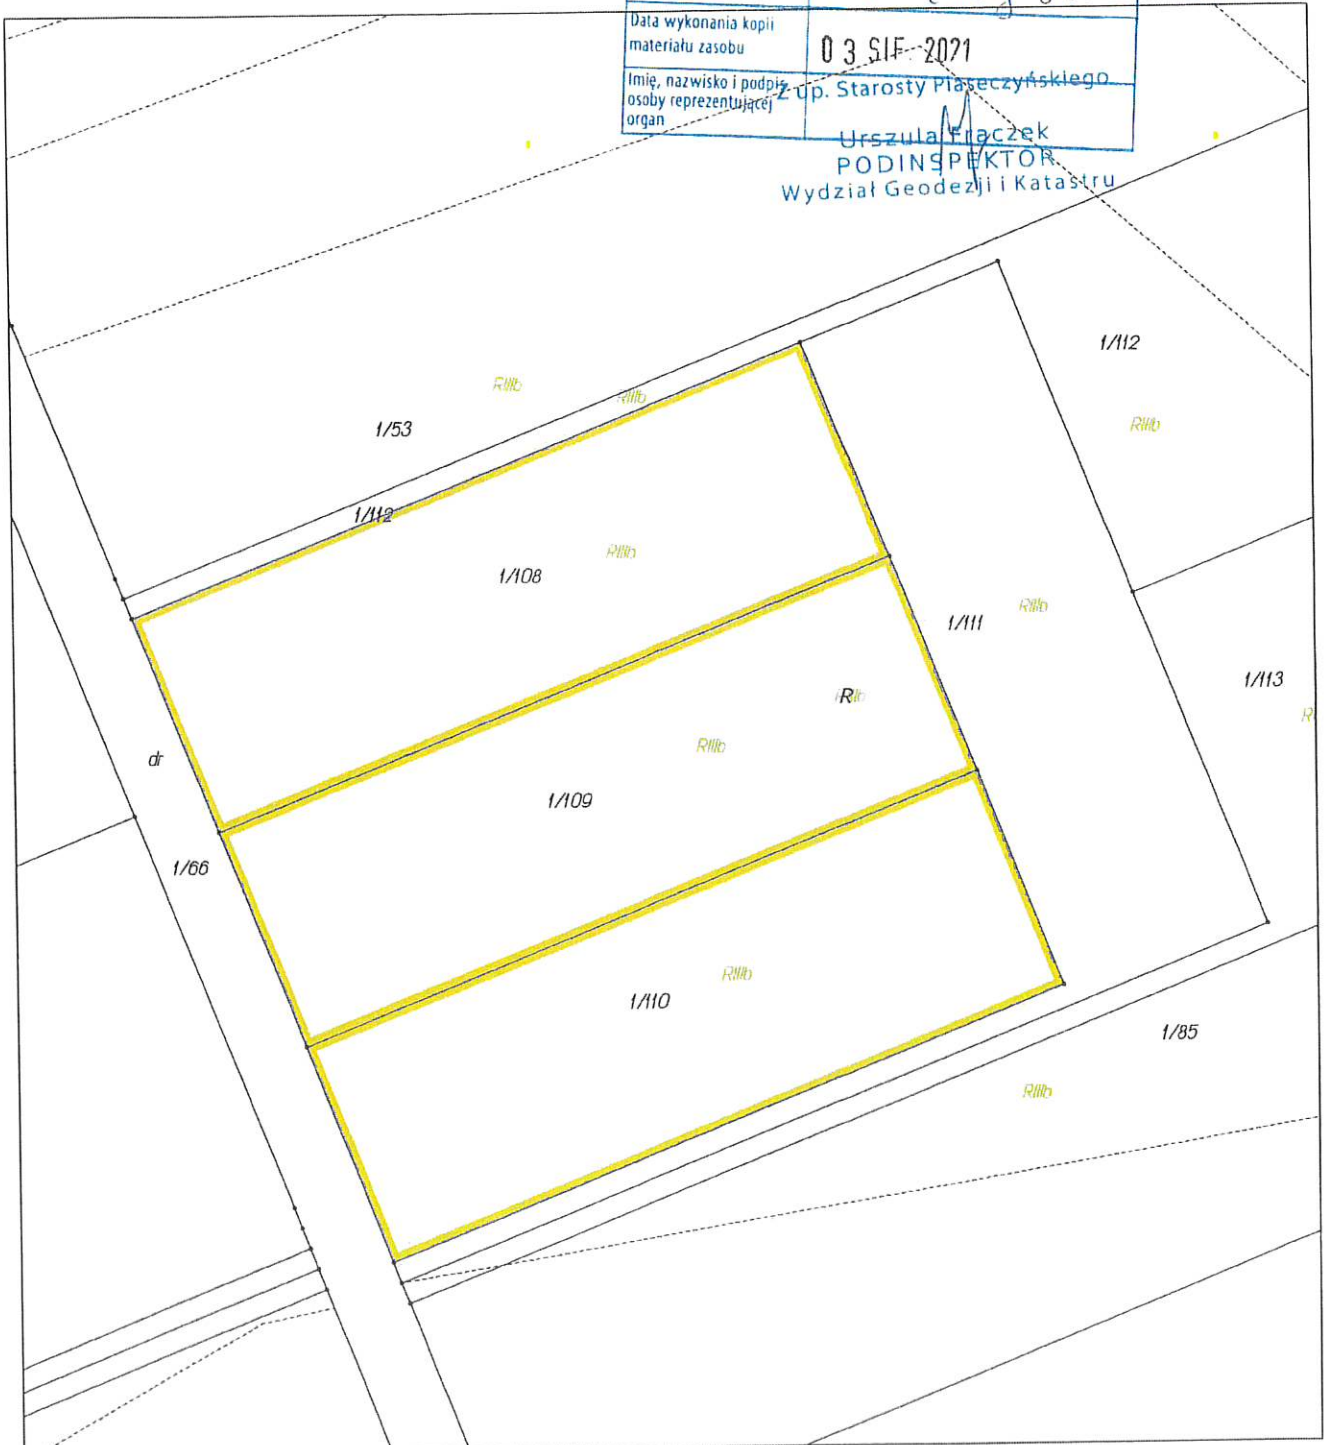 Data wykonania kopii
materiału zasobu
0 3 SIE. 2021
Imię, nazwisko i podpis
osoby reprezentującej
organ
Z up. Starosty Piaseczyńskiego
Urszula Frączek
PODINSPEKTOR
Wydział Geodezji i Katastru
1/112
RIIIb
RIIIb
RIIIb
1/53
1/112
RIIIb
1/108
1/111
RIIIb
1/113
R
RIIIb
dr
1/109
1/66
RIIIb
1/110
1/85
RIIIb